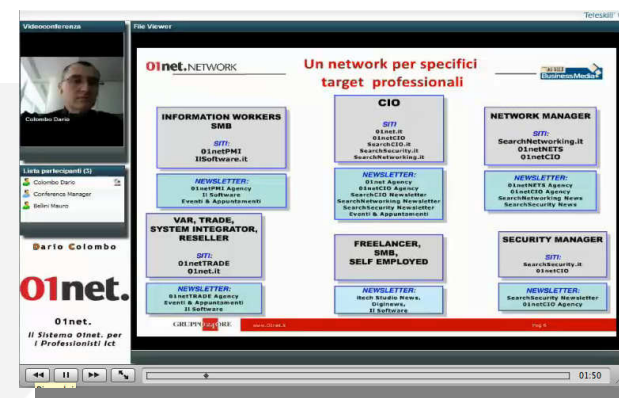 Teleskill
Videoconferenza
File Viewer
Colombo Dario
Lista partecipanti (3)
Colombo Dario
Conference Manager
Bellini Mauro
Dario Colombo
01net.
01net.
Il Sistema 01net. per
i Professionisti Ict
01net.NETWORK
Un network per specifici
target professionali
BusinessMedia
INFORMATION WORKERS
SMB
SITI:
01netPMI
IlSoftware.it
NEWSLETTER:
01netPMI Agency
Il Software
Eventi & Appuntamenti
CIO
SITI
01net.it
01netCIO
SearchCIO.it
SearchSecurity.it
SearchNetworking.it
NEWSLETTER:
01net Agency
01netCIO Agency
SearchCIO Newsletter
SearchNetworking Newsletter
SearchSecurity Newsletter
Eventi & Appuntamenti
NETWORK MANAGER
SITI:
SearchNetworking.it
01netNETS
01netCIO
NEWSLETTER:
01netNETS Agency
01netCIO Agency
SearchNetworking News
SearchSecurity News
VAR, TRADE,
SYSTEM INTEGRATOR,
RESELLER
SITI:
01netTRADE
01net.it
NEWSLETTER:
01netTRADE Agency
Eventi & Appuntamenti
Il Software
FREELANCER,
SMB,
SELF EMPLOYED
NEWSLETTER:
Itech Studio News,
Diginews,
Il Software
SECURITY MANAGER
SITI:
SearchSecurity.it
01netCIO
NEWSLETTER:
SearchSecurity Newsletter
01netCIO Agency
GRUPPO24ORE
www.01net.it
Pag 4
01:50